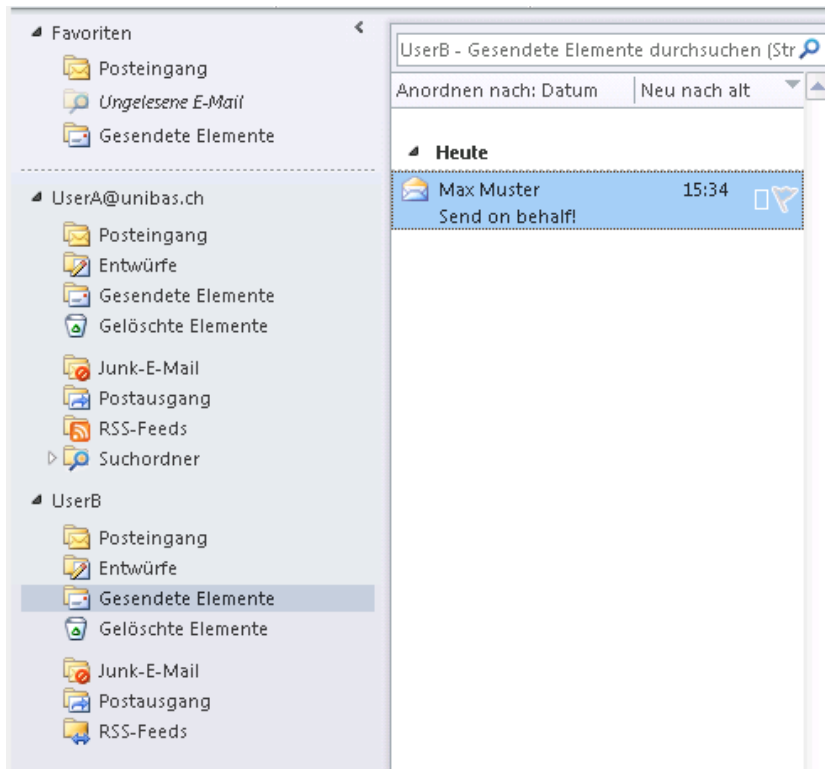 Favoriten
Posteingang
Ungelesene E-Mail
Gesendete Elemente
UserA@unibas.ch
Posteingang
Entwürfe
Gesendete Elemente
Gelöschte Elemente
Junk-E-Mail
Postausgang
RSS-Feeds
Suchordner
UserB
Posteingang
Entwürfe
Gesendete Elemente
Gelöschte Elemente
Junk-E-Mail
Postausgang
RSS-Feeds
UserB - Gesendete Elemente durchsuchen (Str
Anordnen nach: Datum Neu nach alt
Heute
Max Muster 15:34
Send on behalf!